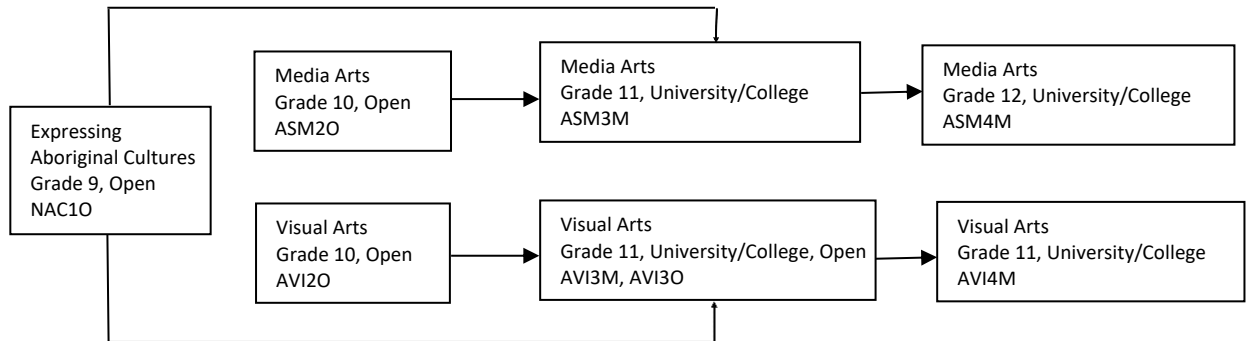 Expressing
Aboriginal Cultures
Grade 9, Open
NAC1O
Media Arts
Grade 10, Open
ASM2O
Media Arts
Grade 11, University/College
ASM3M
Media Arts
Grade 12, University/College
ASM4M
Visual Arts
Grade 10, Open
AVI2O
Visual Arts
Grade 11, University/College, Open
AVI3M, AVI3O
Visual Arts
Grade 11, University/College
AVI4M